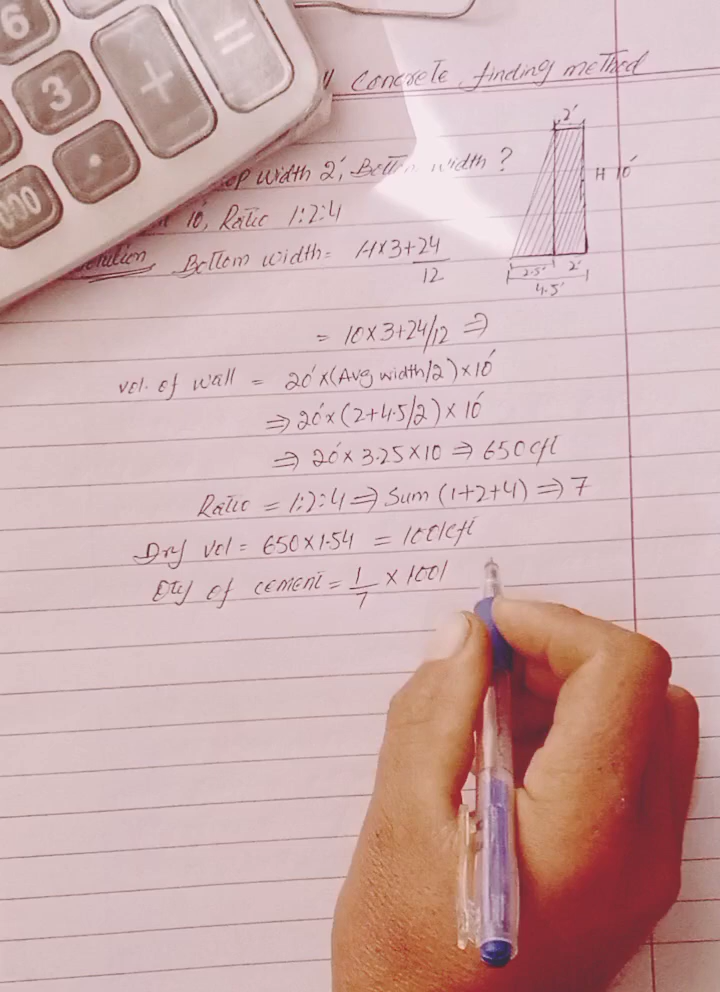 6
3
=
+
.
000
Concrete finding method
op width 2', Bottom width?
10', Ratio 1:2:4
2'
H 10'
2.5' 2'
4.5'
Bottom width = H×3+24
12
= 10×3+24/12 ⇒
vol. of wall = 20'×(Avg width/2)×10'
⇒ 20'×(2+4.5/2)×10'
⇒ 20'×3.25×10 ⇒ 650cft
Ratio = 1:2:4 ⇒ Sum (1+2+4) ⇒ 7
Dry vol = 650×1.54 = 1001cft
Qty of cement = 1/7 × 1001